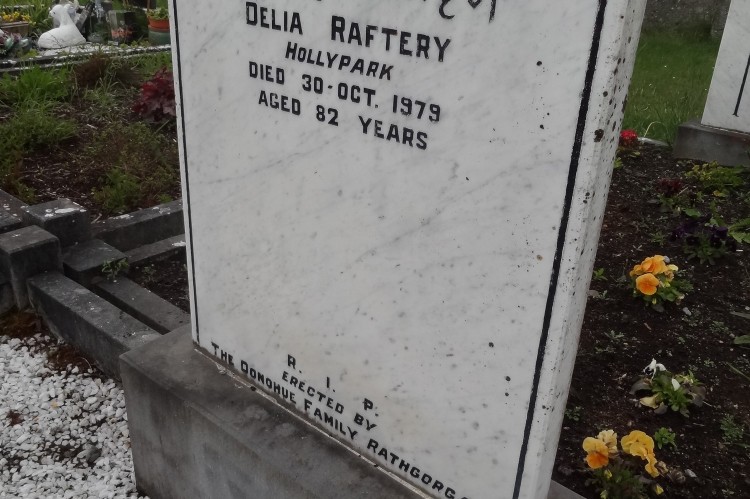 DELIA RAFTERY
HOLLYPARK
DIED 30-OCT. 1979
AGED 82 YEARS
R. I. P.
ERECTED BY
THE DONOHUE FAMILY RATHGORG